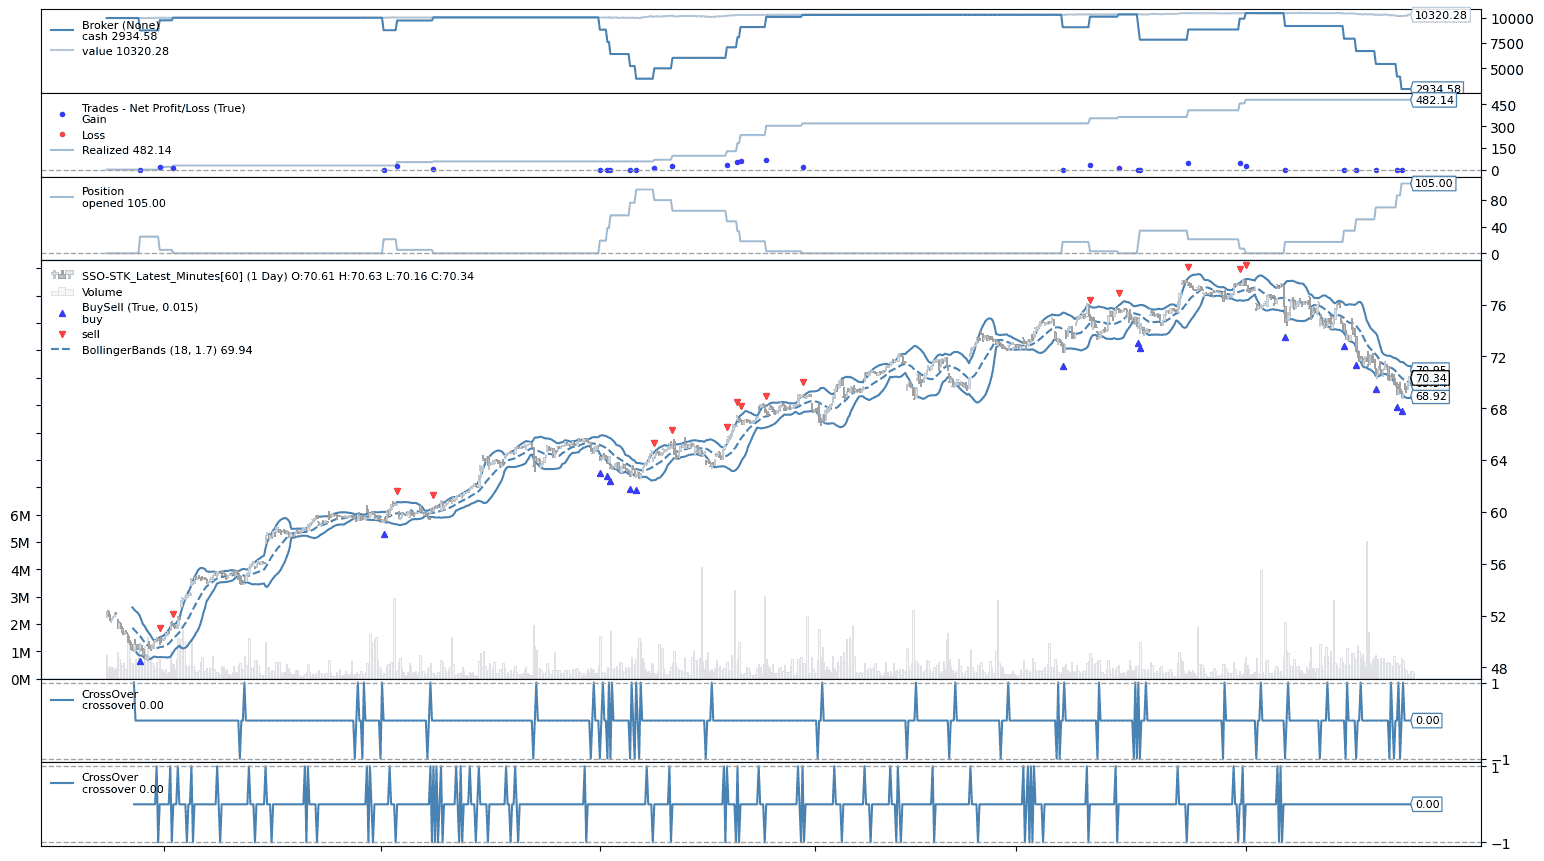 Broker (None)
cash 2934.58
value 10320.28
10320.28
10000
7500
5000
2934.58
Trades - Net Profit/Loss (True)
Gain
Loss
Realized 482.14
482.14
450
300
150
0
Position
opened 105.00
105.00
80
40
0
SSO-STK_Latest_Minutes[60] (1 Day) O:70.61 H:70.63 L:70.16 C:70.34
Volume
BuySell (True, 0.015)
buy
sell
BollingerBands (18, 1.7) 69.94
76
72
70.34
68.92
68
64
60
56
52
48
6M
5M
4M
3M
2M
1M
0M
CrossOver
crossover 0.00
1
0.00
−1
CrossOver
crossover 0.00
1
0.00
−1